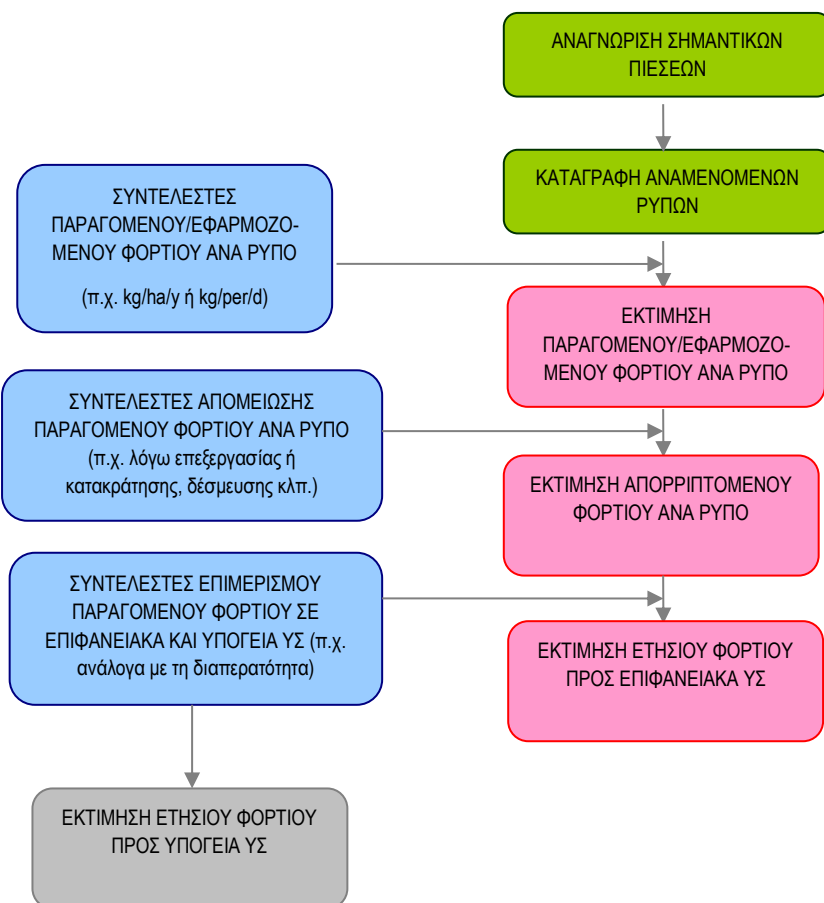 ΑΝΑΓΝΩΡΙΣΗ ΣΗΜΑΝΤΙΚΩΝ
ΠΙΕΣΕΩΝ
ΚΑΤΑΓΡΑΦΗ ΑΝΑΜΕΝΟΜΕΝΩΝ
ΡΥΠΩΝ
ΣΥΝΤΕΛΕΣΤΕΣ
ΠΑΡΑΓΟΜΕΝΟΥ/ΕΦΑΡΜΟΖΟ-
ΜΕΝΟΥ ΦΟΡΤΙΟΥ ΑΝΑ ΡΥΠΟ
(π.χ. kg/ha/y ή kg/per/d)
ΕΚΤΙΜΗΣΗ
ΠΑΡΑΓΟΜΕΝΟΥ/ΕΦΑΡΜΟΖΟ-
ΜΕΝΟΥ ΦΟΡΤΙΟΥ ΑΝΑ ΡΥΠΟ
ΣΥΝΤΕΛΕΣΤΕΣ ΑΠΟΜΕΙΩΣΗΣ
ΠΑΡΑΓΟΜΕΝΟΥ ΦΟΡΤΙΟΥ ΑΝΑ ΡΥΠΟ
(π.χ. λόγω επεξεργασίας ή
κατακράτησης, δέσμευσης κλπ.)
ΕΚΤΙΜΗΣΗ ΑΠΟΡΡΙΠΤΟΜΕΝΟΥ
ΦΟΡΤΙΟΥ ΑΝΑ ΡΥΠΟ
ΣΥΝΤΕΛΕΣΤΕΣ ΕΠΙΜΕΡΙΣΜΟΥ
ΠΑΡΑΓΟΜΕΝΟΥ ΦΟΡΤΙΟΥ ΣΕ
ΕΠΙΦΑΝΕΙΑΚΑ ΚΑΙ ΥΠΟΓΕΙΑ ΥΣ (π.χ.
ανάλογα με τη διαπερατότητα)
ΕΚΤΙΜΗΣΗ ΕΤΗΣΙΟΥ ΦΟΡΤΙΟΥ
ΠΡΟΣ ΕΠΙΦΑΝΕΙΑΚΑ ΥΣ
ΕΚΤΙΜΗΣΗ ΕΤΗΣΙΟΥ ΦΟΡΤΙΟΥ
ΠΡΟΣ ΥΠΟΓΕΙΑ ΥΣ